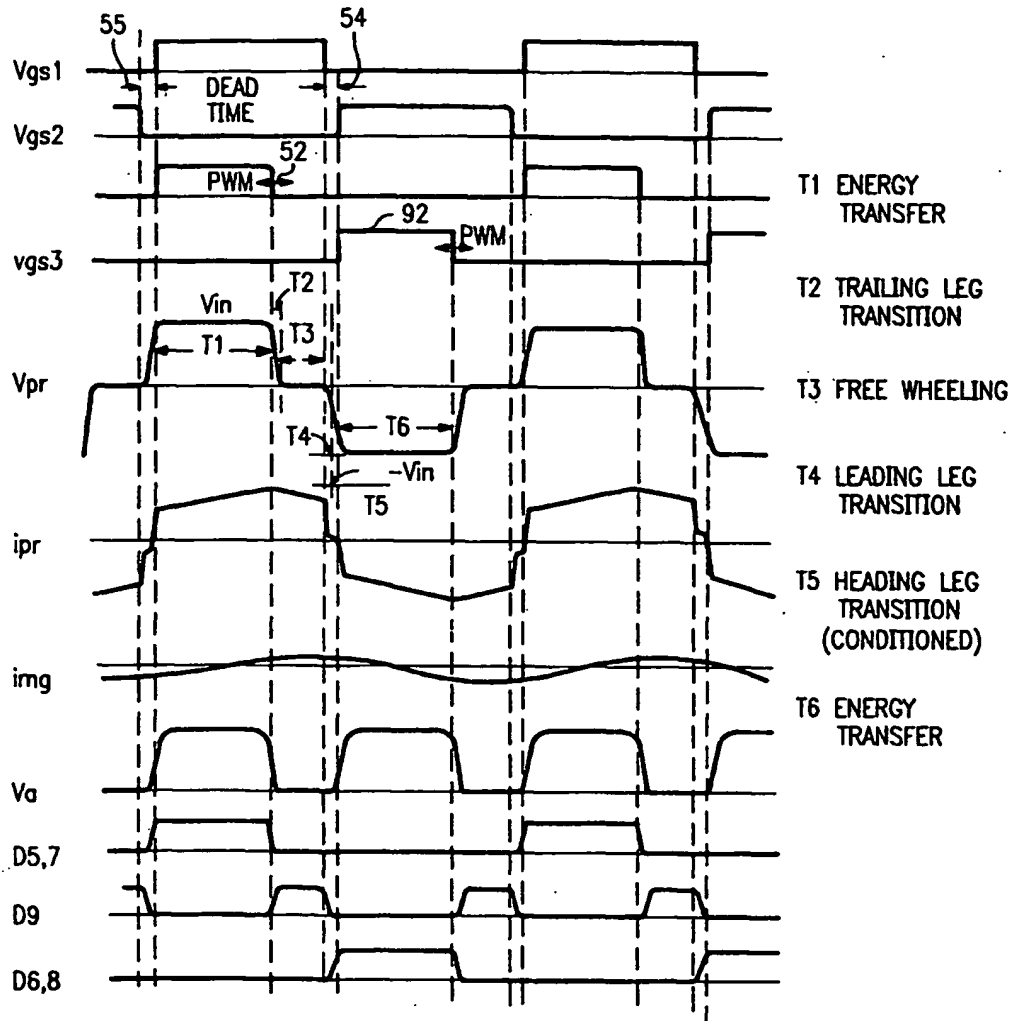 55
54
Vgs1
DEAD
TIME
Vgs2
PWM
52
T1 ENERGY
TRANSFER
92
PWM
vgs3
T2
T2 TRAILING LEG
TRANSITION
Vin
T1
T3
Vpr
T3 FREE WHEELING
T6
T4
-Vin
T4 LEADING LEG
TRANSITION
T5
ipr
T5 HEADING LEG
TRANSITION
(CONDITIONED)
img
T6 ENERGY
TRANSFER
Va
D5,7
D9
D6,8